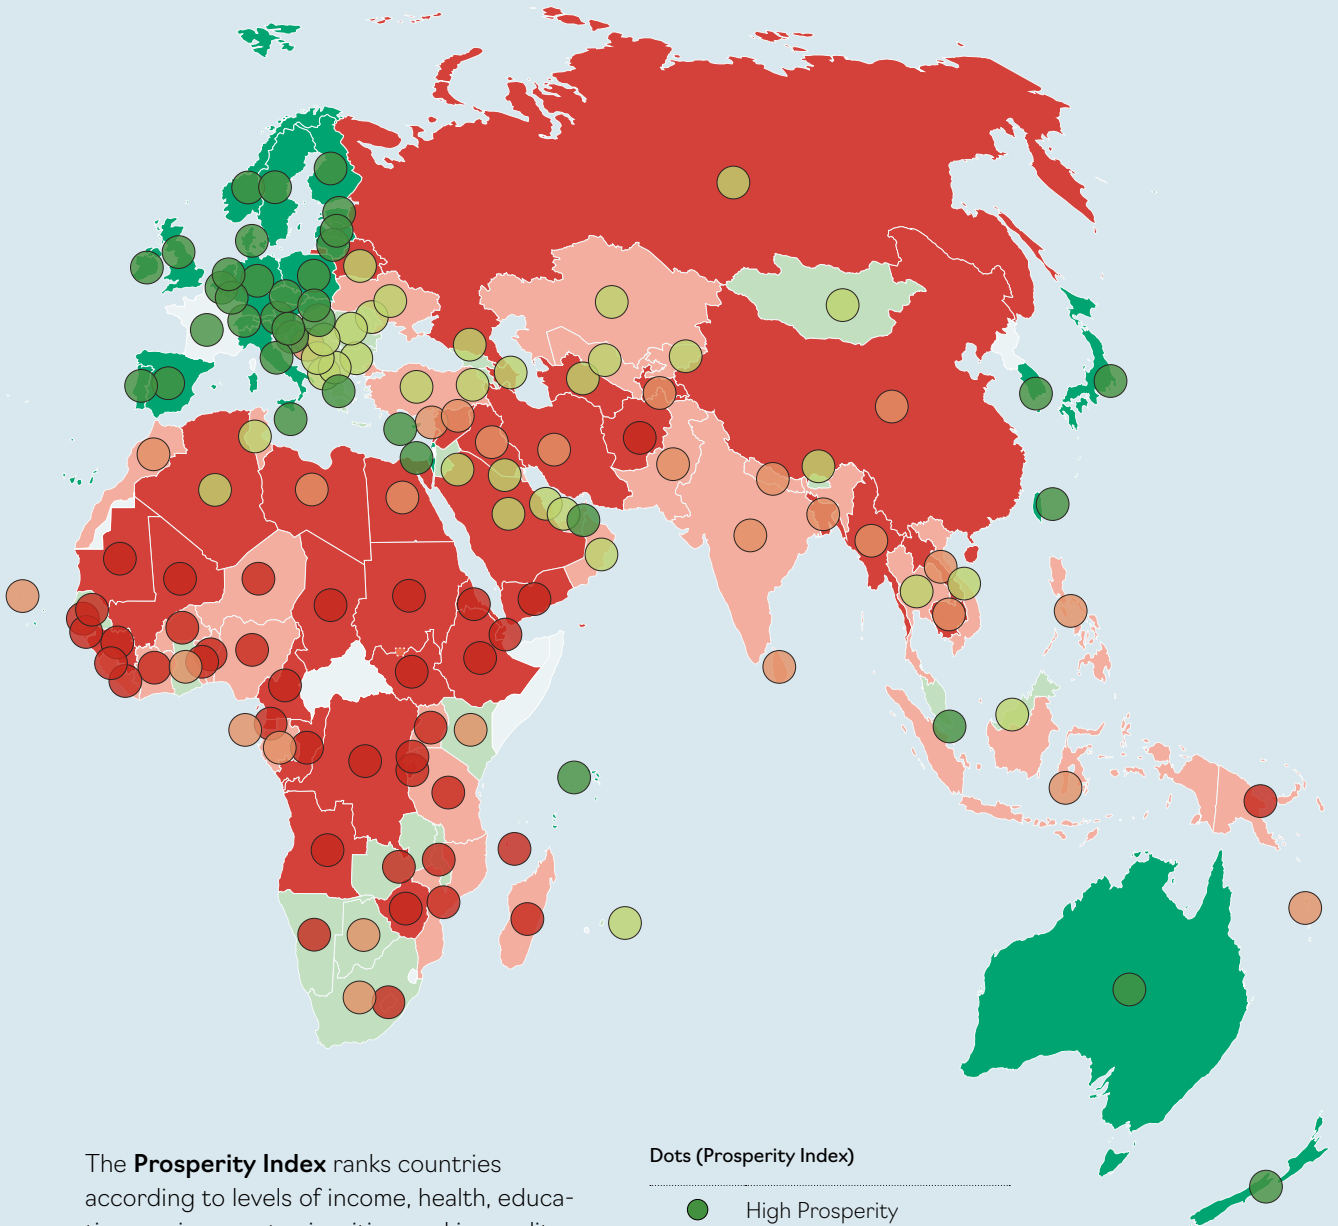 The Prosperity Index ranks countries
according to levels of income, health, educa-
Dots (Prosperity Index)
High Prosperity